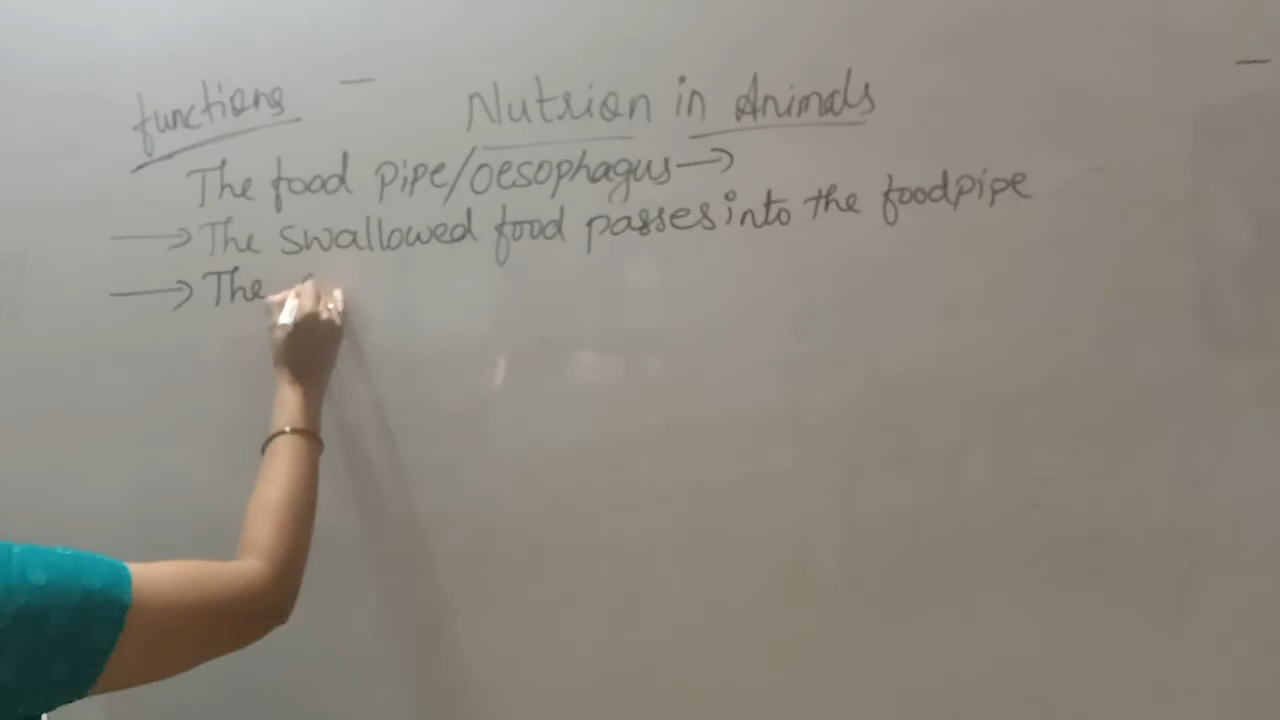 functions - Nutrion in Animals
The food pipe/oesophagus→
→ The swallowed food passes into the foodpipe
→ The